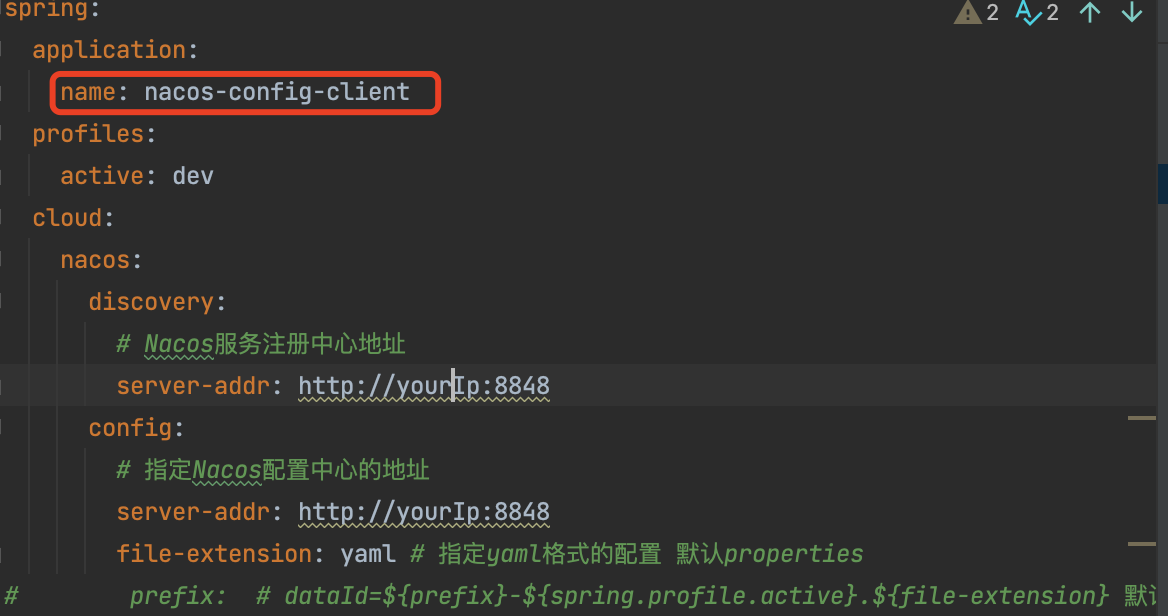 spring:
2 2
application:
name: nacos-config-client
profiles:
active: dev
cloud:
nacos:
discovery:
# Nacos服务注册中心地址
server-addr: http://yourIp:8848
config:
# 指定Nacos配置中心的地址
server-addr: http://yourIp:8848
file-extension: yaml # 指定yaml格式的配置 默认properties
# prefix: # dataId=${prefix}-${spring.profile.active}.${file-extension} 默